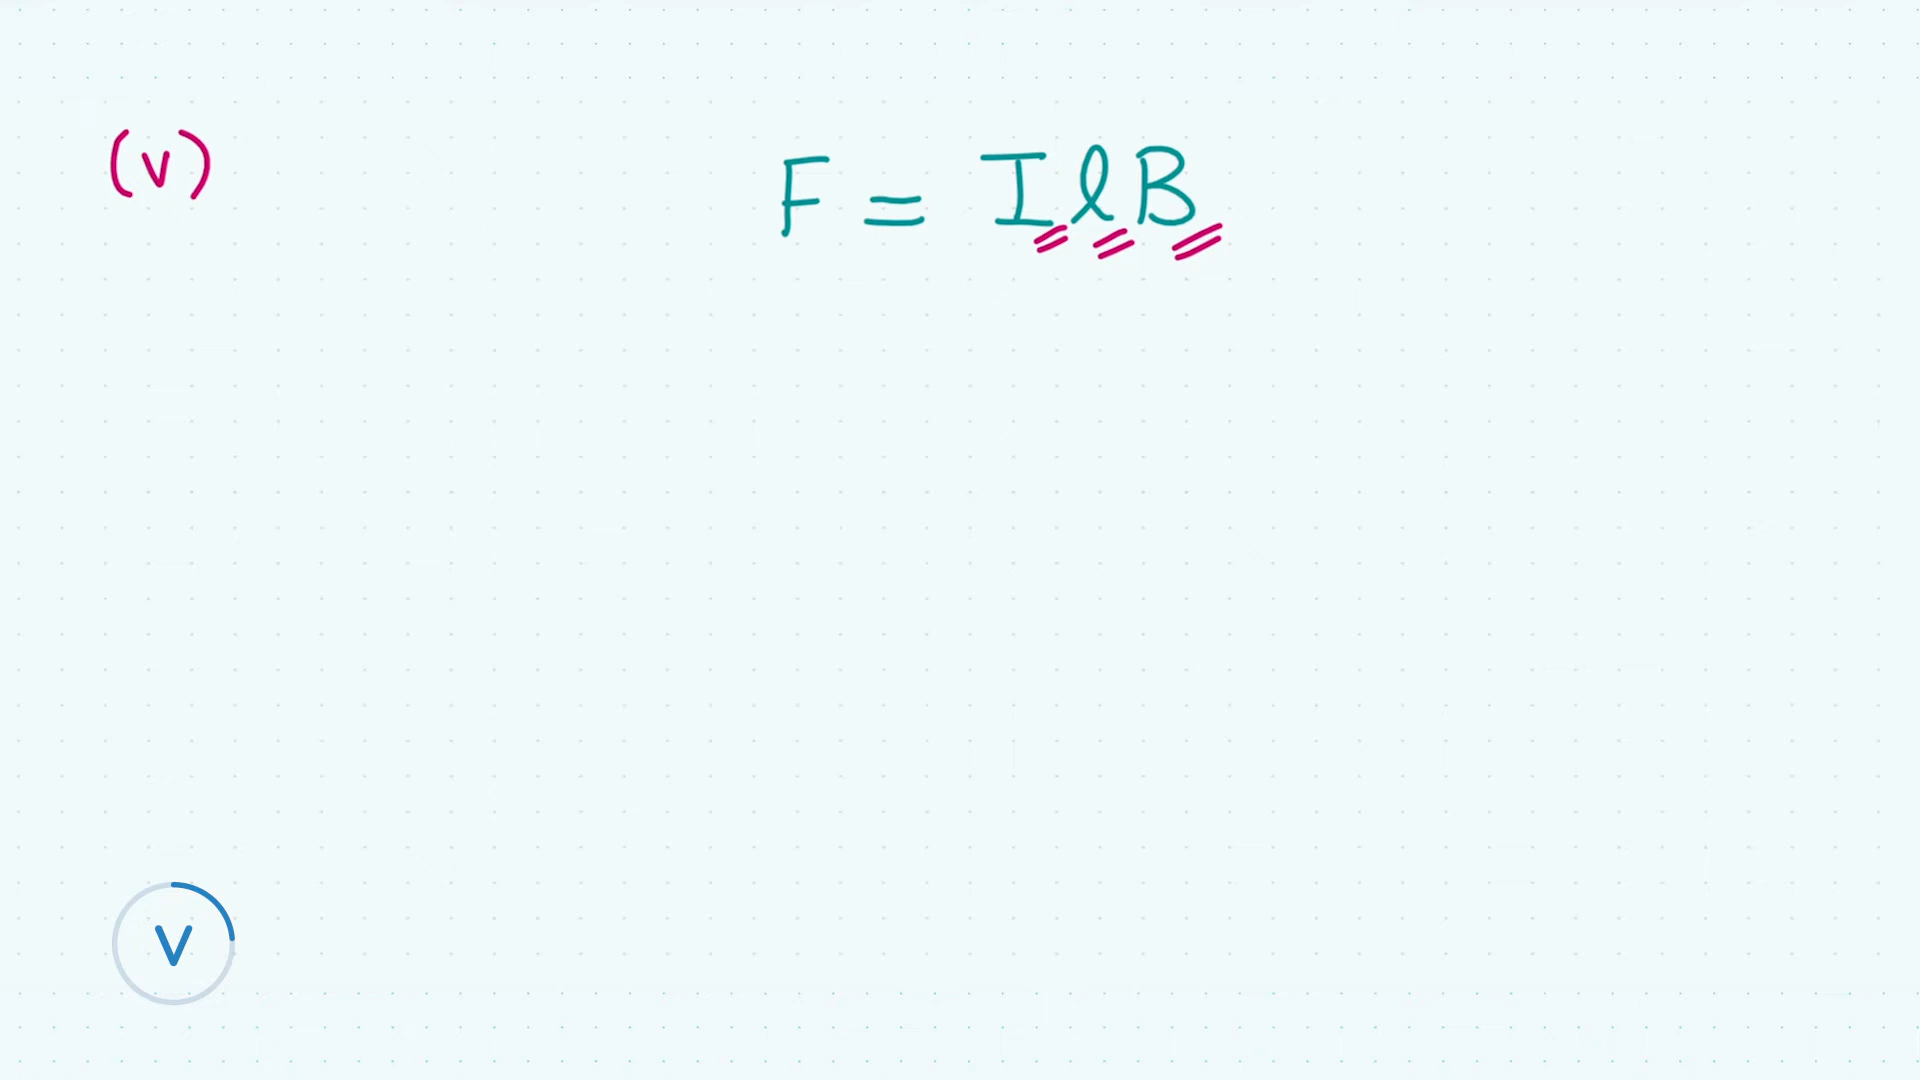 (v) F = IlB
V